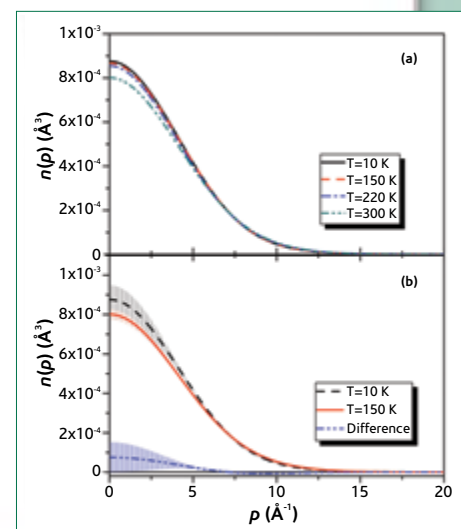 1x10⁻³
(a)
8x10⁻⁴
6x10⁻⁴
n(p) (Å³)
4x10⁻⁴
T=10 K
T=150 K
T=220 K
T=300 K
2x10⁻⁴
0
1x10⁻³
(b)
8x10⁻⁴
6x10⁻⁴
n(p) (Å³)
4x10⁻⁴
T=10 K
T=150 K
Difference
2x10⁻⁴
0
0 5 10 15 20
p (Å⁻¹)